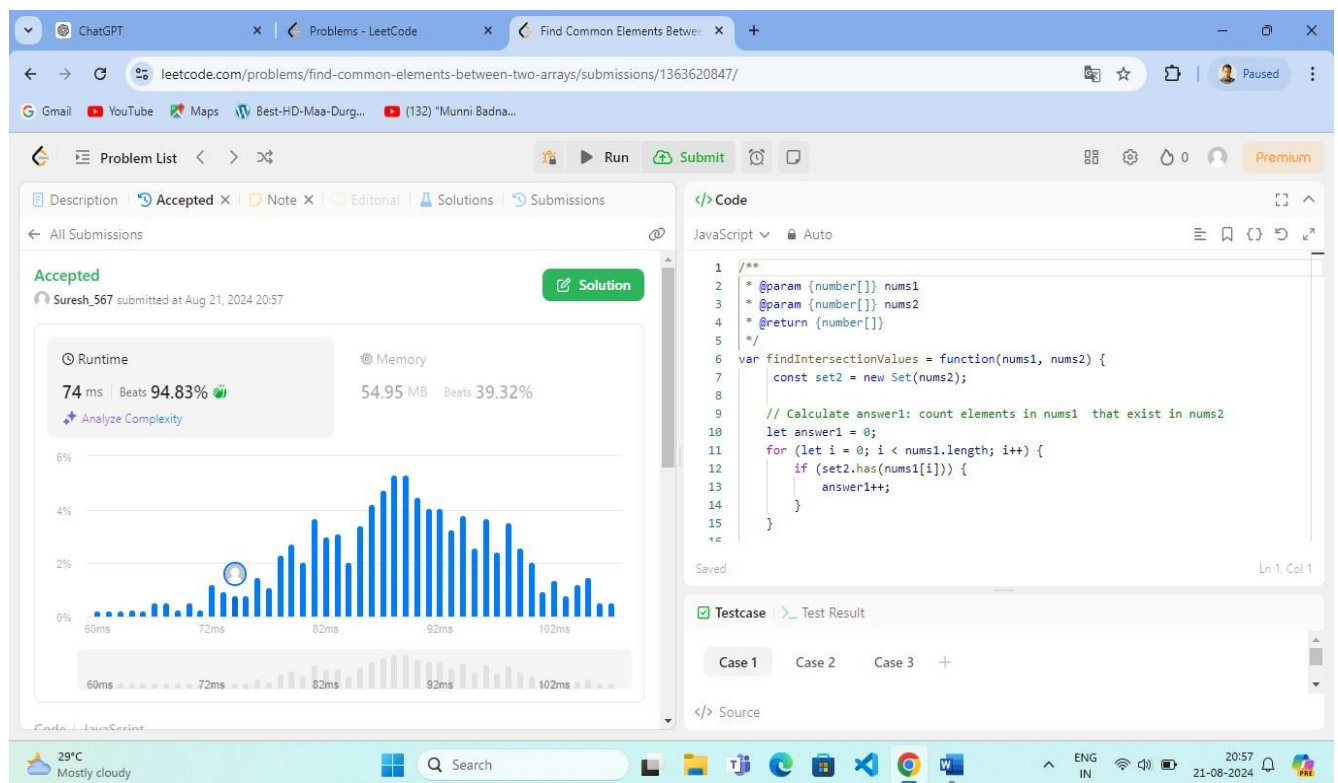 ChatGPT
Problems - LeetCode
Find Common Elements Betwee
leetcode.com/problems/find-common-elements-between-two-arrays/submissions/1363620847/
Paused
Gmail YouTube Maps Best-HD-Maa-Durg... (132) "Munni Badna...
Problem List
Run Submit
0 Premium
Description Accepted Note Editorial Solutions Submissions
All Submissions
Accepted
Suresh_567 submitted at Aug 21, 2024 20:57
Solution
Runtime
74 ms Beats 94.83%
Analyze Complexity
Memory
54.95 MB Beats 39.32%
6%
4%
2%
0%
60ms 72ms 82ms 92ms 102ms
60ms 72ms 82ms 92ms 102ms
Code JavaScript
</> Code
JavaScript Auto
1 /**
2 * @param {number[]} nums1
3 * @param {number[]} nums2
4 * @return {number[]}
5 */
6 var findIntersectionValues = function(nums1, nums2) {
7 const set2 = new Set(nums2);
8
9 // Calculate answer1: count elements in nums1 that exist in nums2
10 let answer1 = 0;
11 for (let i = 0; i < nums1.length; i++) {
12 if (set2.has(nums1[i])) {
13 answer1++;
14 }
15 }
16
Saved Ln 1, Col 1
Testcase >_ Test Result
Case 1 Case 2 Case 3 +
</> Source
29°C
Mostly cloudy
Search
ENG
IN
20:57
21-08-2024
PRE